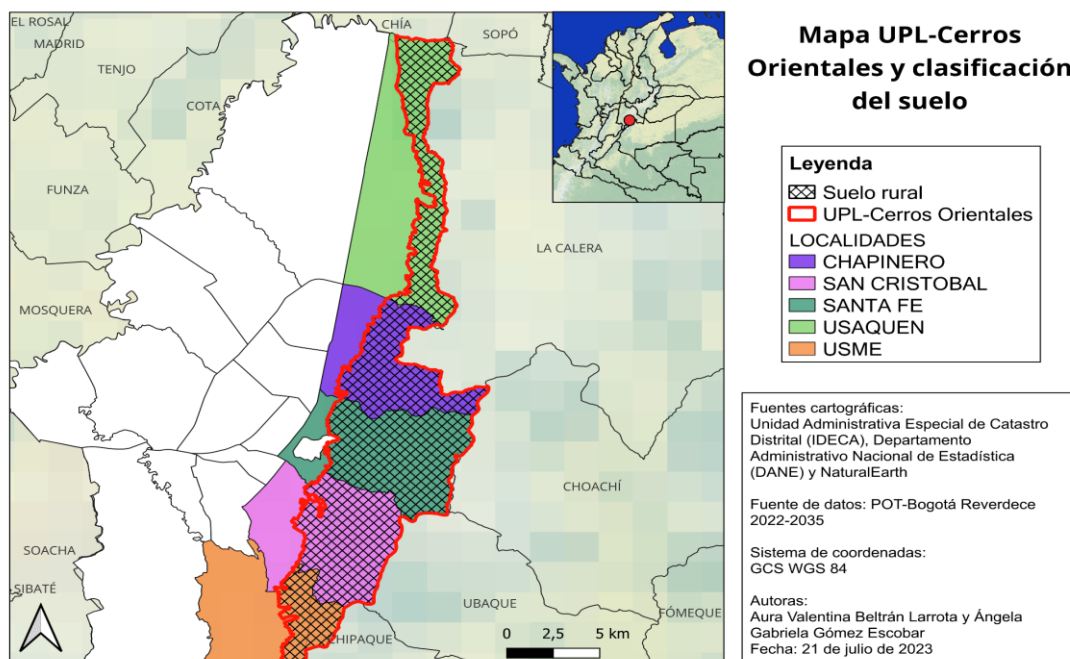 EL ROSAL
MADRID
TENJO
COTA
CHÍA
SOPÓ
FUNZA
LA CALERA
MOSQUERA
CHOACHÍ
SOACHA
SIBATÉ
UBAQUE
FÓMEQUE
CHIPAQUE
0 2,5 5 km
Mapa UPL-Cerros
Orientales y clasificación
del suelo
Leyenda
Suelo rural
UPL-Cerros Orientales
LOCALIDADES
CHAPINERO
SAN CRISTOBAL
SANTA FE
USAQUEN
USME
Fuentes cartográficas:
Unidad Administrativa Especial de Catastro
Distrital (IDECA), Departamento
Administrativo Nacional de Estadística
(DANE) y NaturalEarth
Fuente de datos: POT-Bogotá Reverdece
2022-2035
Sistema de coordenadas:
GCS WGS 84
Autoras:
Aura Valentina Beltrán Larrota y Ángela
Gabriela Gómez Escobar
Fecha: 21 de julio de 2023